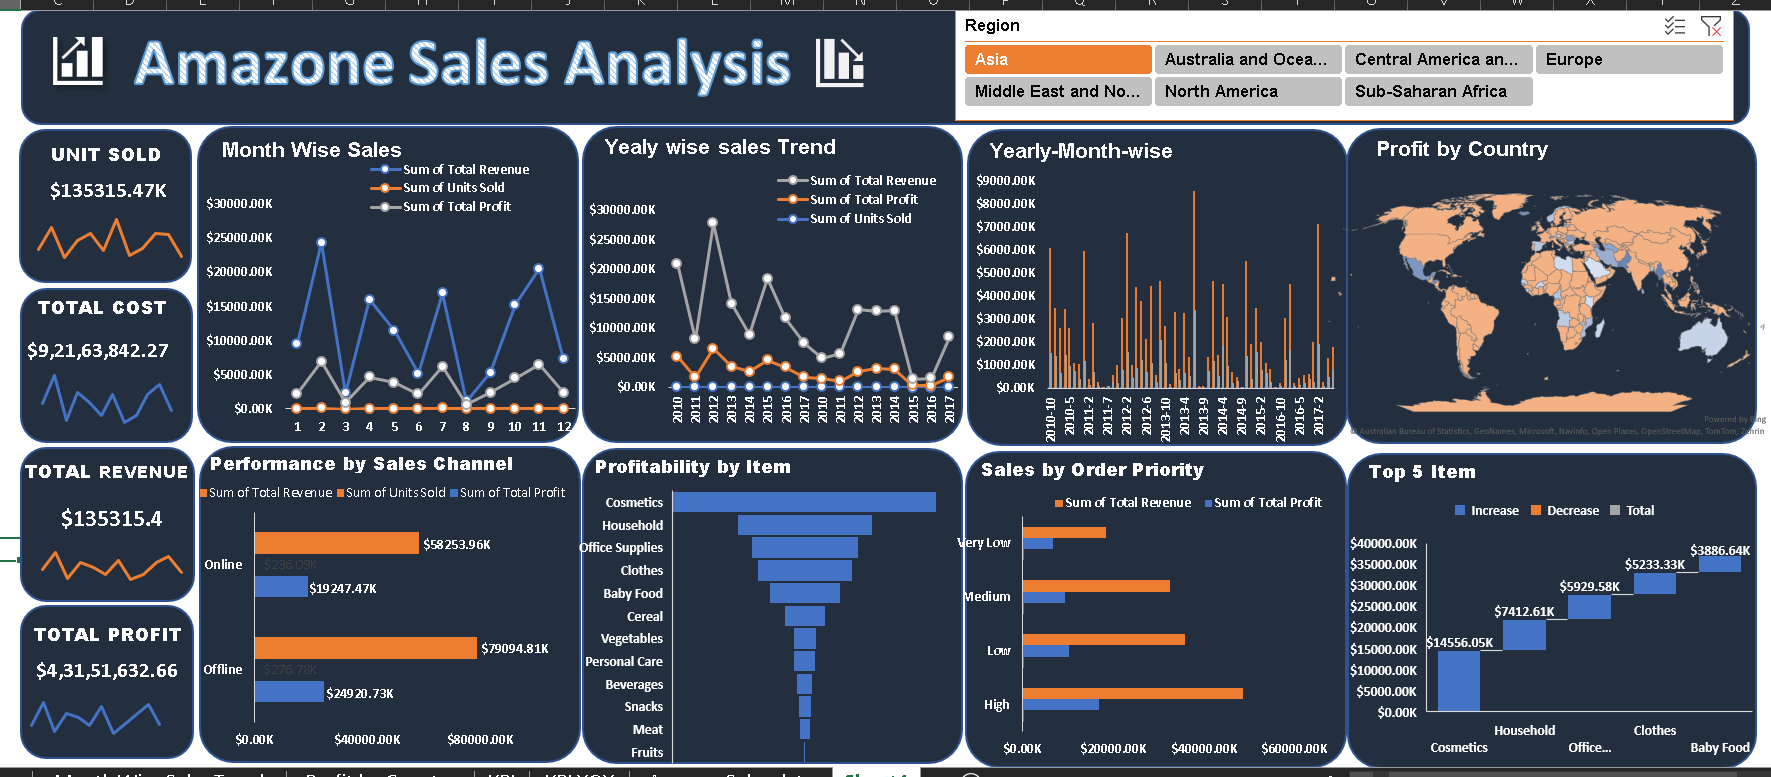 Amazone Sales Analysis
Region
Asia
Australia and Ocea...
Central America an...
Europe
Middle East and No...
North America
Sub-Saharan Africa
UNIT SOLD
$135315.47K
TOTAL COST
$9,21,63,842.27
TOTAL REVENUE
$135315.4
TOTAL PROFIT
$4,31,51,632.66
Month Wise Sales
Sum of Total Revenue
Sum of Units Sold
Sum of Total Profit
$30000.00K
$25000.00K
$20000.00K
$15000.00K
$10000.00K
$5000.00K
$0.00K
1 2 3 4 5 6 7 8 9 10 11 12
Yealy wise sales Trend
Sum of Total Revenue
Sum of Total Profit
Sum of Units Sold
$30000.00K
$25000.00K
$20000.00K
$15000.00K
$10000.00K
$5000.00K
$0.00K
2010 2011 2012 2013 2014 2015 2016 2017 2010 2011 2012 2013 2014 2015 2016 2017
Yearly-Month-wise
$9000.00K
$8000.00K
$7000.00K
$6000.00K
$5000.00K
$4000.00K
$3000.00K
$2000.00K
$1000.00K
$0.00K
2010-10 2010-5 2011-2 2011-7 2012-2 2012-6 2013-10 2013-4 2013-9 2014-4 2014-9 2015-2 2016-10 2016-5 2017-2
Profit by Country
Powered by Bing
© Australian Bureau of Statistics, GeoNames, Microsoft, Navinfo, Open Places, OpenStreetMap, TomTom, Zenrin
Performance by Sales Channel
Sum of Total Revenue Sum of Units Sold Sum of Total Profit
Online
$58253.96K
$236.09K
$19247.47K
Offline
$79094.81K
$276.78K
$24920.73K
$0.00K $40000.00K $80000.00K
Profitability by Item
Cosmetics
Household
Office Supplies
Clothes
Baby Food
Cereal
Vegetables
Personal Care
Beverages
Snacks
Meat
Fruits
Sales by Order Priority
Sum of Total Revenue Sum of Total Profit
Very Low
Medium
Low
High
$0.00K $20000.00K $40000.00K $60000.00K
Top 5 Item
Increase Decrease Total
$40000.00K
$35000.00K
$30000.00K
$25000.00K
$20000.00K
$15000.00K
$10000.00K
$5000.00K
$0.00K
$14556.05K
$7412.61K
$5929.58K
$5233.33K
$3886.64K
Household Clothes
Cosmetics Office... Baby Food